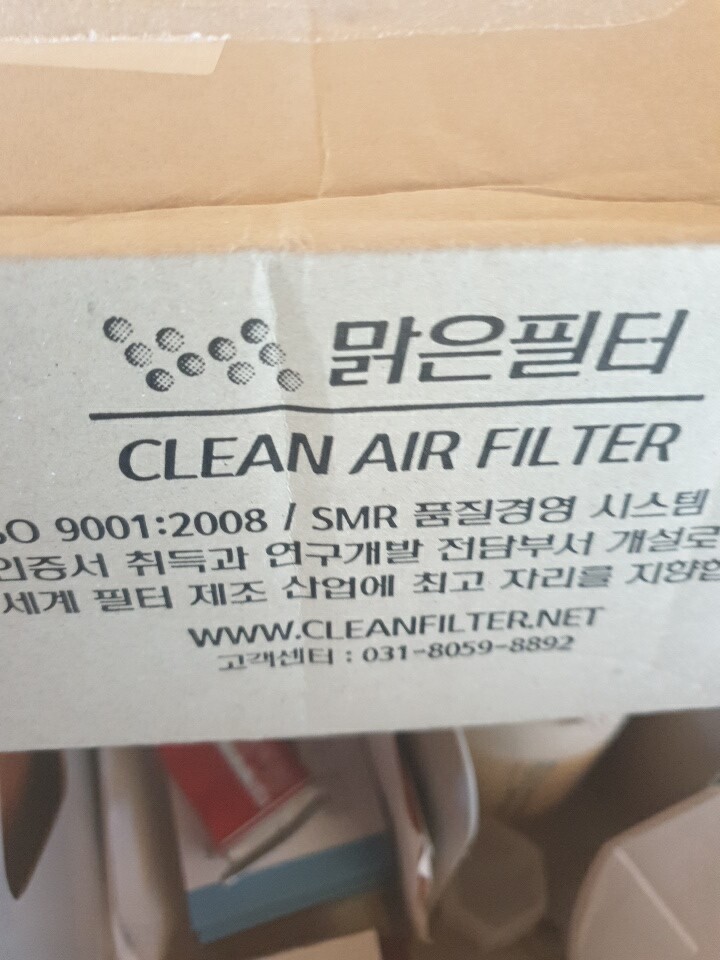 맑은필터
CLEAN AIR FILTER
SO 9001:2008 / SMR 품질경영 시스템
인증서 취득과 연구개발 전담부서 개설로
세계 필터 제조 산업에 최고 자리를 지향합
WWW.CLEANFILTER.NET
고객센터 : 031-8059-8892